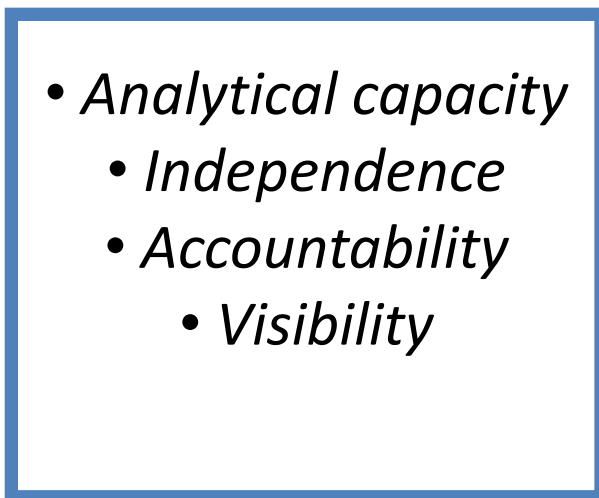 • Analytical capacity
• Independence
• Accountability
• Visibility